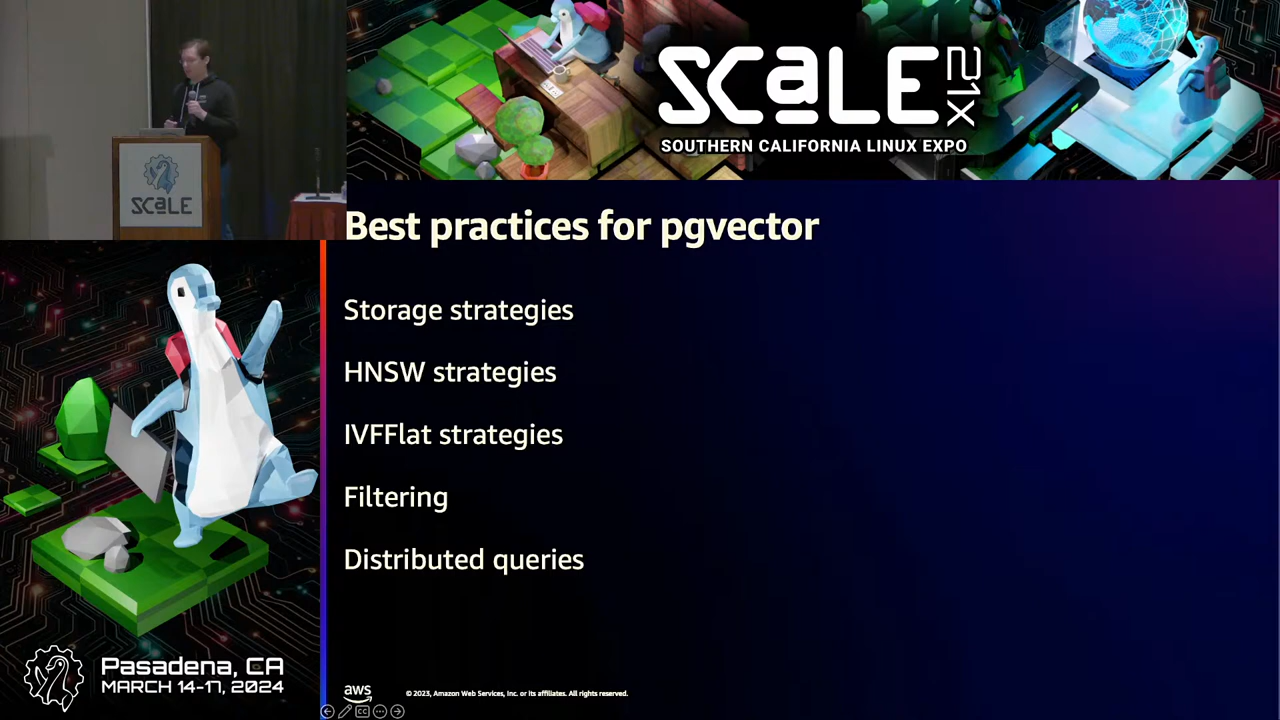 SCaLE 21X
SOUTHERN CALIFORNIA LINUX EXPO
SCaLE
Best practices for pgvector
Storage strategies
HNSW strategies
IVFFlat strategies
Filtering
Distributed queries
Pasadena, CA
MARCH 14-17, 2024
aws
© 2023, Amazon Web Services, Inc. or its affiliates. All rights reserved.
CC